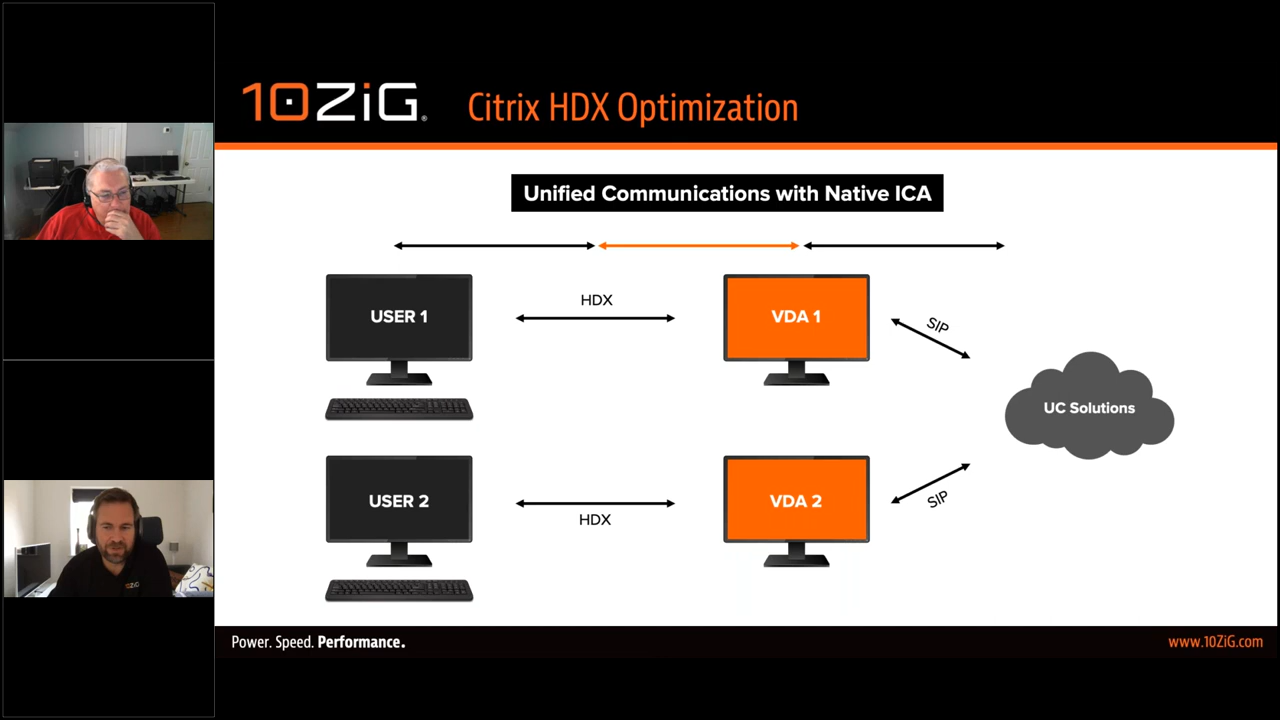 10ZiG®
Citrix HDX Optimization
Unified Communications with Native ICA
USER 1
HDX
VDA 1
SIP
UC Solutions
USER 2
HDX
VDA 2
SIP
10ZiG
Power. Speed. Performance.
www.10ZiG.com